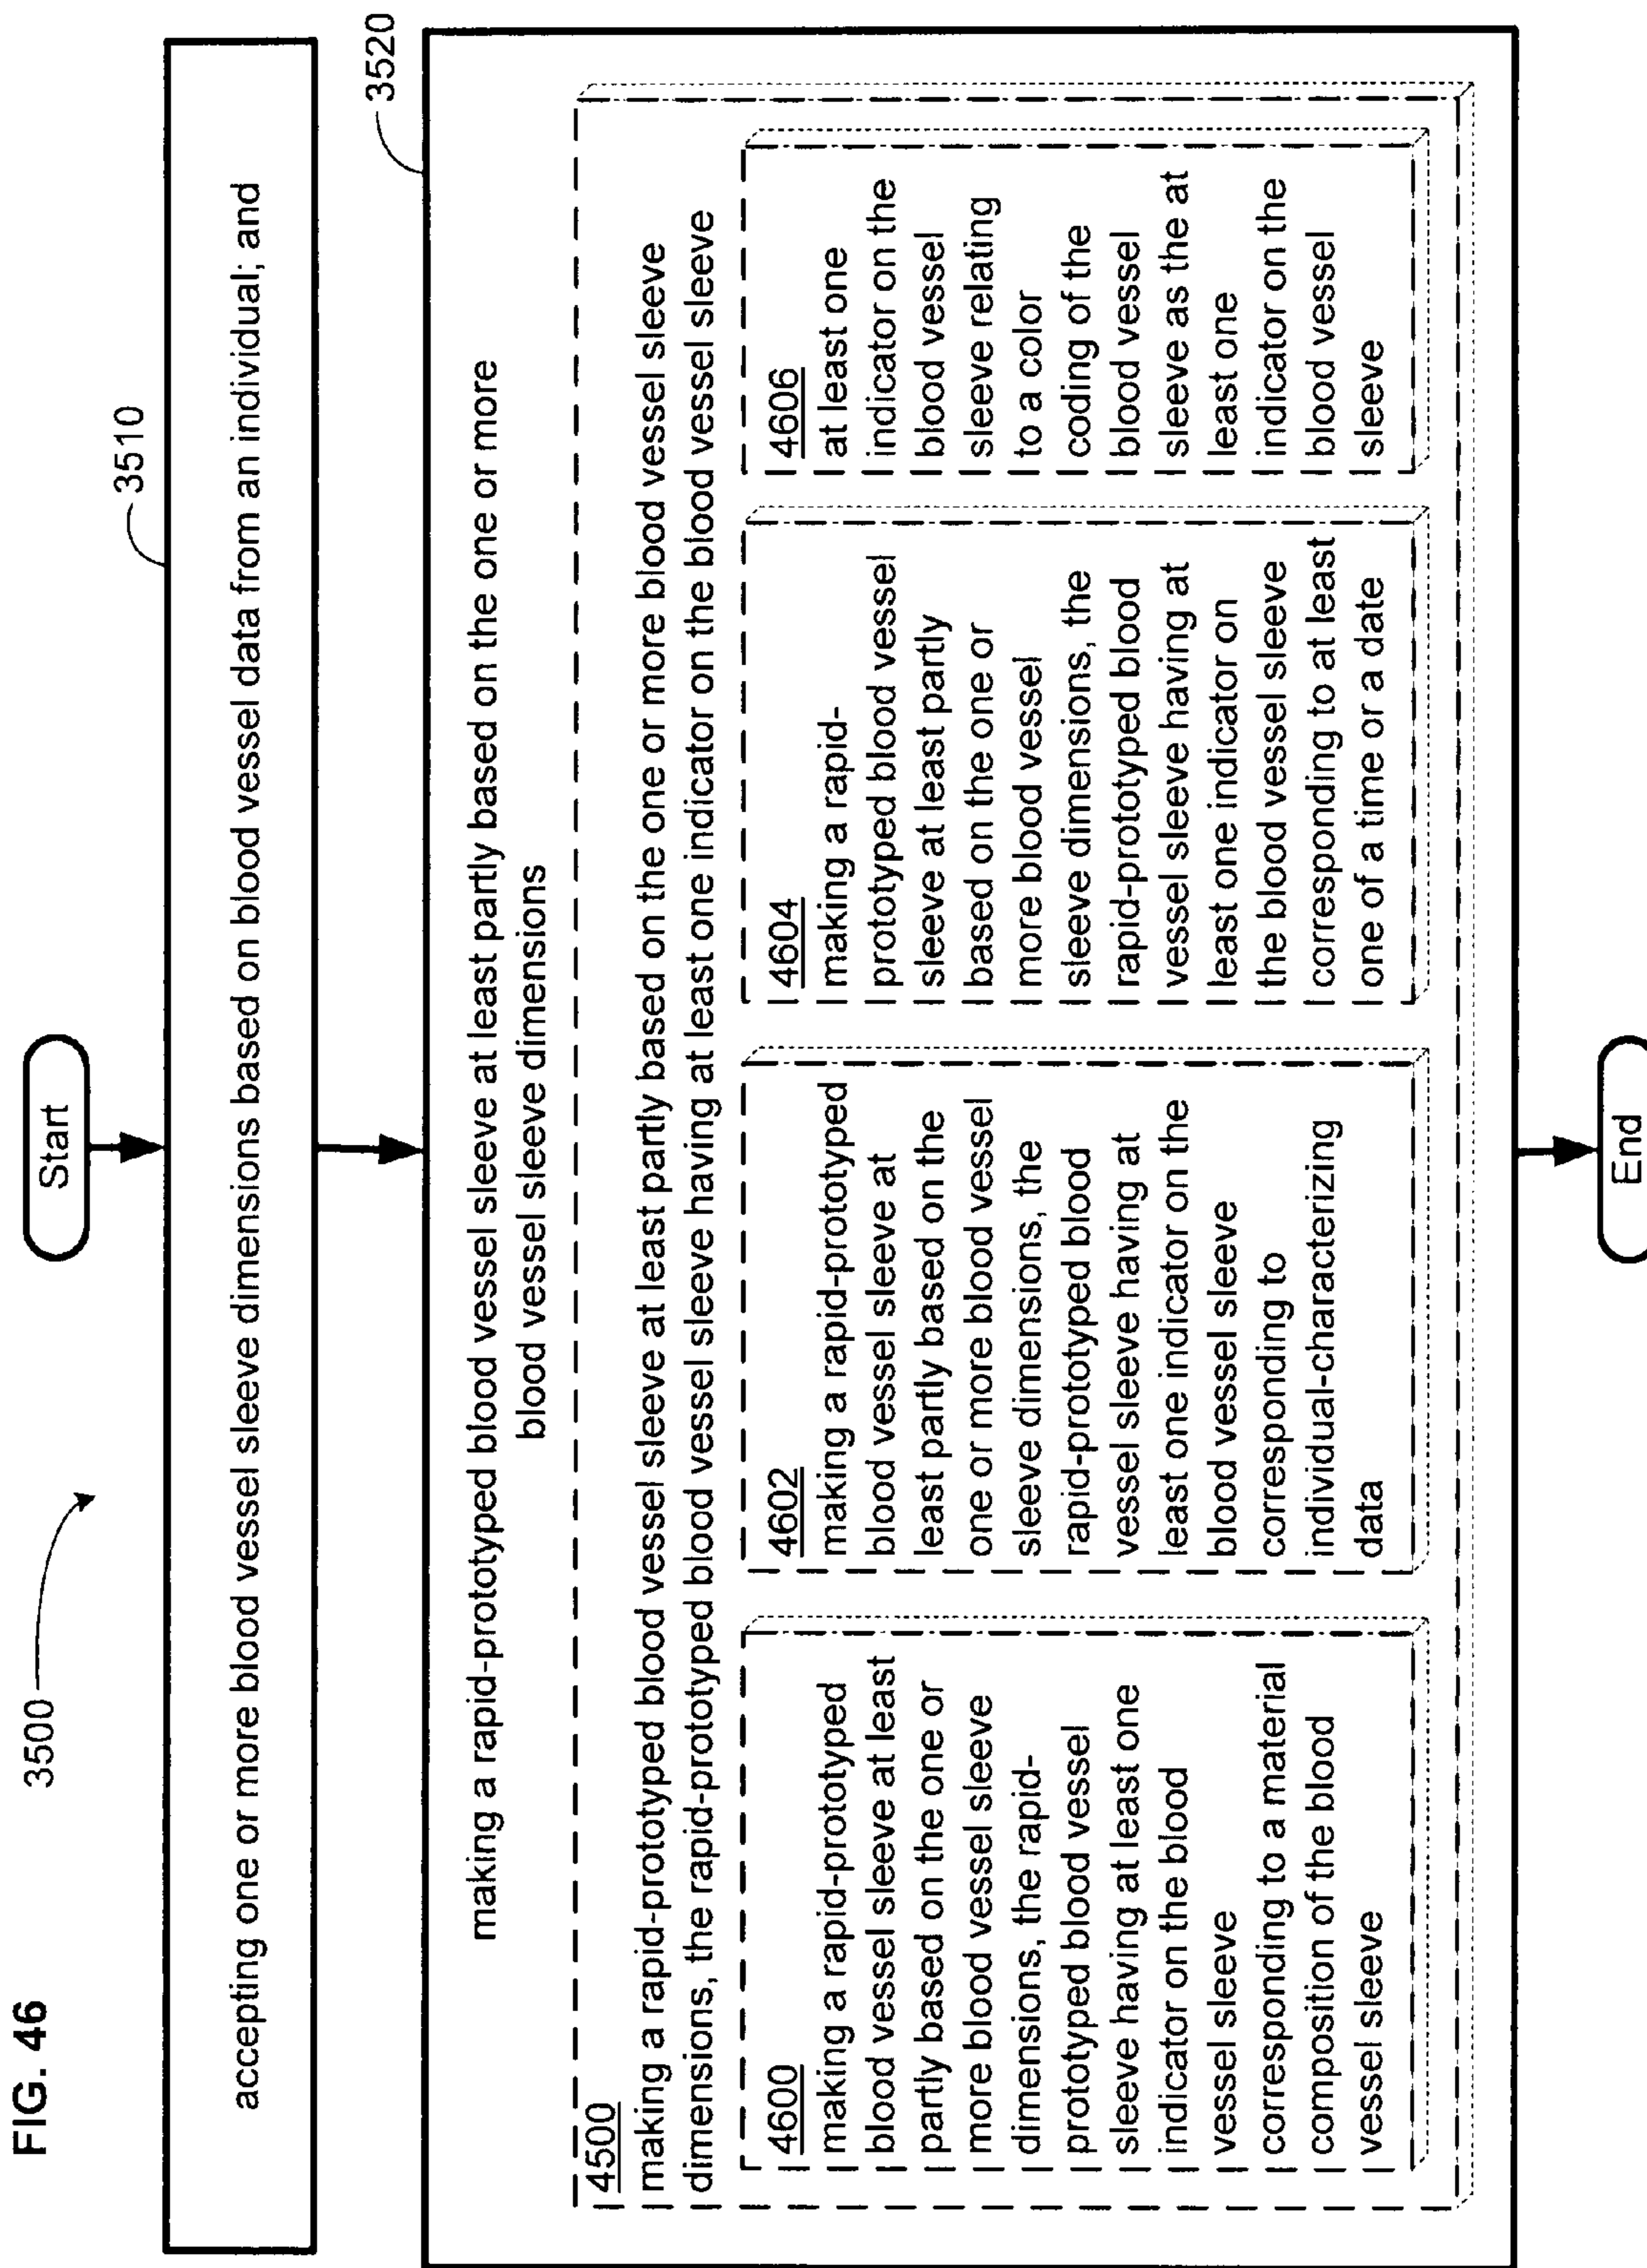 FIG. 46
3500
Start
3510
accepting one or more blood vessel sleeve dimensions based on blood vessel data from an individual; and
3520
making a rapid-prototyped blood vessel sleeve at least partly based on the one or more
blood vessel sleeve dimensions
4500
making a rapid-prototyped blood vessel sleeve at least partly based on the one or more blood vessel sleeve
dimensions, the rapid-prototyped blood vessel sleeve having at least one indicator on the blood vessel sleeve
4600
making a rapid-prototyped
blood vessel sleeve at least
partly based on the one or
more blood vessel sleeve
dimensions, the rapid-
prototyped blood vessel
sleeve having at least one
indicator on the blood
vessel sleeve
corresponding to a material
composition of the blood
vessel sleeve
4602
making a rapid-prototyped
blood vessel sleeve at
least partly based on the
one or more blood vessel
sleeve dimensions, the
rapid-prototyped blood
vessel sleeve having at
least one indicator on the
blood vessel sleeve
corresponding to
individual-characterizing
data
4604
making a rapid-
prototyped blood vessel
sleeve at least partly
based on the one or
more blood vessel
sleeve dimensions, the
rapid-prototyped blood
vessel sleeve having at
least one indicator on
the blood vessel sleeve
corresponding to at least
one of a time or a date
4606
at least one
indicator on the
blood vessel
sleeve relating
to a color
coding of the
blood vessel
sleeve as the at
least one
indicator on the
blood vessel
sleeve
End